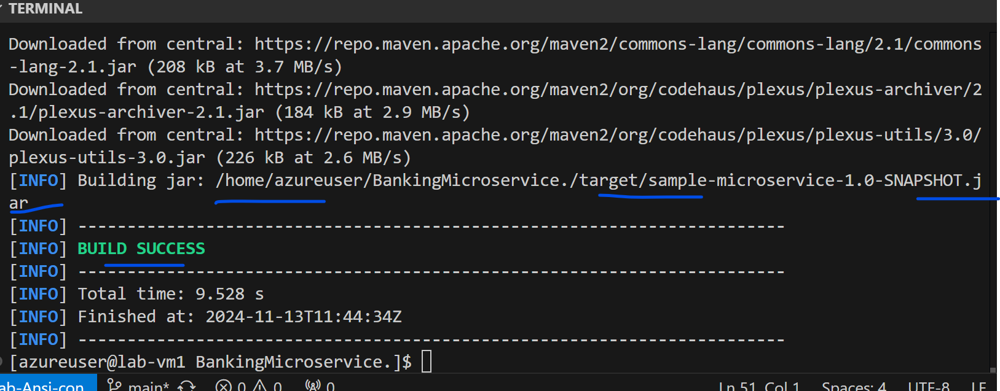 TERMINAL
Downloaded from central: https://repo.maven.apache.org/maven2/commons-lang/commons-lang/2.1/commons
-lang-2.1.jar (208 kB at 3.7 MB/s)
Downloaded from central: https://repo.maven.apache.org/maven2/org/codehaus/plexus/plexus-archiver/2
.1/plexus-archiver-2.1.jar (184 kB at 2.9 MB/s)
Downloaded from central: https://repo.maven.apache.org/maven2/org/codehaus/plexus/plexus-utils/3.0/
plexus-utils-3.0.jar (226 kB at 2.6 MB/s)
[INFO] Building jar: /home/azureuser/BankingMicroservice./target/sample-microservice-1.0-SNAPSHOT.j
ar
[INFO] ------------------------------------------------------------------------
[INFO] BUILD SUCCESS
[INFO] ------------------------------------------------------------------------
[INFO] Total time: 9.528 s
[INFO] Finished at: 2024-11-13T11:44:34Z
[INFO] ------------------------------------------------------------------------
[azureuser@lab-vm1 BankingMicroservice.]$
ab-Ansi-con main* 0 0 0 Ln 51, Col 1 Spaces: 4 UTF-8 LF